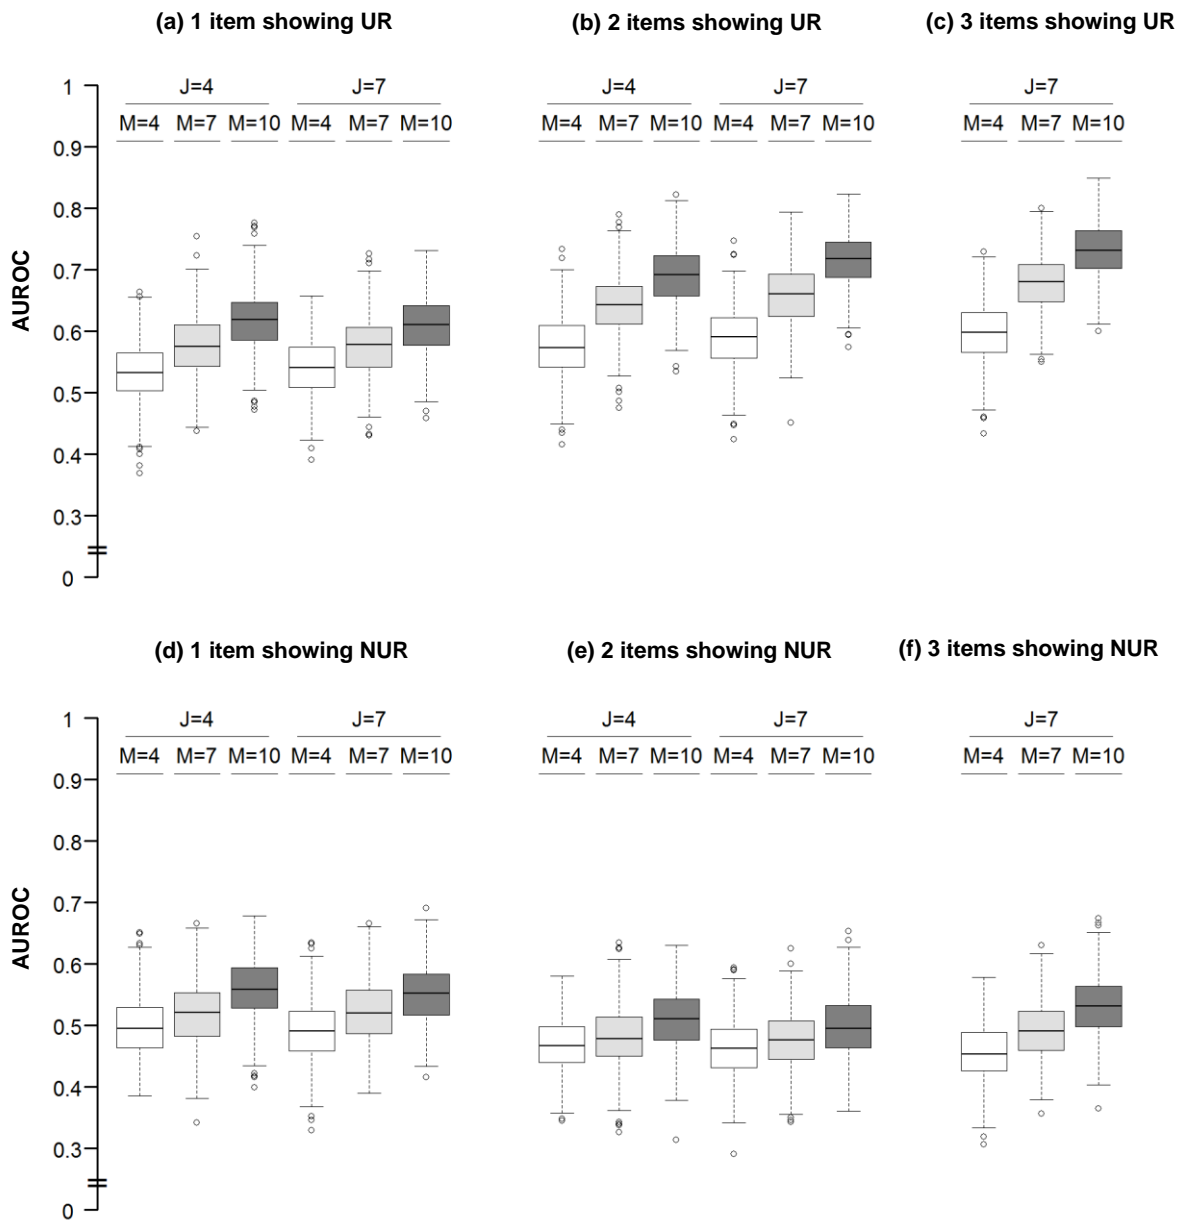 (a) 1 item showing UR (b) 2 items showing UR (c) 3 items showing UR
J=4 J=7 J=4 J=7 J=7
M=4 M=7 M=10 M=4 M=7 M=10 M=4 M=7 M=10 M=4 M=7 M=10 M=4 M=7 M=10
1
0.9
0.8
0.7
0.6
0.5
0.4
0.3
0
AUROC
(d) 1 item showing NUR (e) 2 items showing NUR (f) 3 items showing NUR
J=4 J=7 J=4 J=7 J=7
M=4 M=7 M=10 M=4 M=7 M=10 M=4 M=7 M=10 M=4 M=7 M=10 M=4 M=7 M=10
1
0.9
0.8
0.7
0.6
0.5
0.4
0.3
0
AUROC